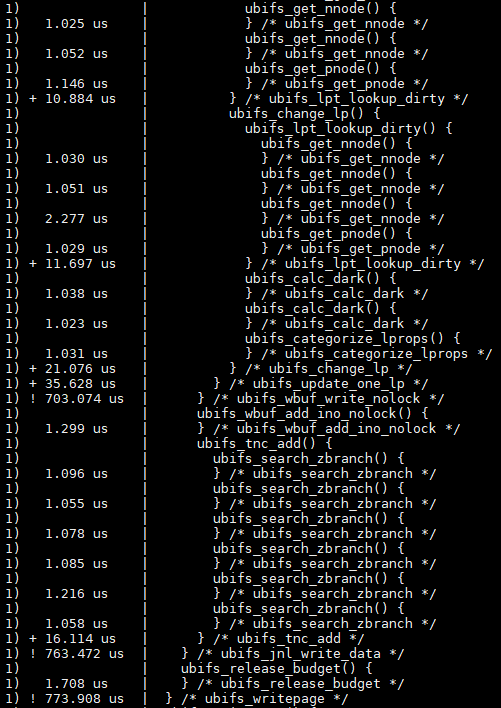 1)               |            ubifs_get_nnode() {
1)   1.025 us    |            } /* ubifs_get_nnode */
1)               |            ubifs_get_nnode() {
1)   1.052 us    |            } /* ubifs_get_nnode */
1)               |            ubifs_get_pnode() {
1)   1.146 us    |            } /* ubifs_get_pnode */
1) + 10.884 us   |          } /* ubifs_lpt_lookup_dirty */
1)               |          ubifs_change_lp() {
1)               |            ubifs_lpt_lookup_dirty() {
1)               |              ubifs_get_nnode() {
1)   1.030 us    |              } /* ubifs_get_nnode */
1)               |              ubifs_get_nnode() {
1)   1.051 us    |              } /* ubifs_get_nnode */
1)               |              ubifs_get_nnode() {
1)   2.277 us    |              } /* ubifs_get_nnode */
1)               |              ubifs_get_pnode() {
1)   1.029 us    |              } /* ubifs_get_pnode */
1) + 11.697 us   |            } /* ubifs_lpt_lookup_dirty */
1)               |            ubifs_calc_dark() {
1)   1.038 us    |            } /* ubifs_calc_dark */
1)               |            ubifs_calc_dark() {
1)   1.023 us    |            } /* ubifs_calc_dark */
1)               |            ubifs_categorize_lprops() {
1)   1.031 us    |            } /* ubifs_categorize_lprops */
1) + 21.076 us   |          } /* ubifs_change_lp */
1) + 35.628 us   |        } /* ubifs_update_one_lp */
1) ! 703.074 us  |      } /* ubifs_wbuf_write_nolock */
1)               |      ubifs_wbuf_add_ino_nolock() {
1)   1.299 us    |      } /* ubifs_wbuf_add_ino_nolock */
1)               |      ubifs_tnc_add() {
1)               |        ubifs_search_zbranch() {
1)   1.096 us    |        } /* ubifs_search_zbranch */
1)               |        ubifs_search_zbranch() {
1)   1.055 us    |        } /* ubifs_search_zbranch */
1)               |        ubifs_search_zbranch() {
1)   1.078 us    |        } /* ubifs_search_zbranch */
1)               |        ubifs_search_zbranch() {
1)   1.085 us    |        } /* ubifs_search_zbranch */
1)               |        ubifs_search_zbranch() {
1)   1.216 us    |        } /* ubifs_search_zbranch */
1)               |        ubifs_search_zbranch() {
1)   1.058 us    |        } /* ubifs_search_zbranch */
1) + 16.114 us   |      } /* ubifs_tnc_add */
1) ! 763.472 us  |    } /* ubifs_jnl_write_data */
1)               |    ubifs_release_budget() {
1)   1.708 us    |    } /* ubifs_release_budget */
1) ! 773.908 us  |  } /* ubifs_writepage */